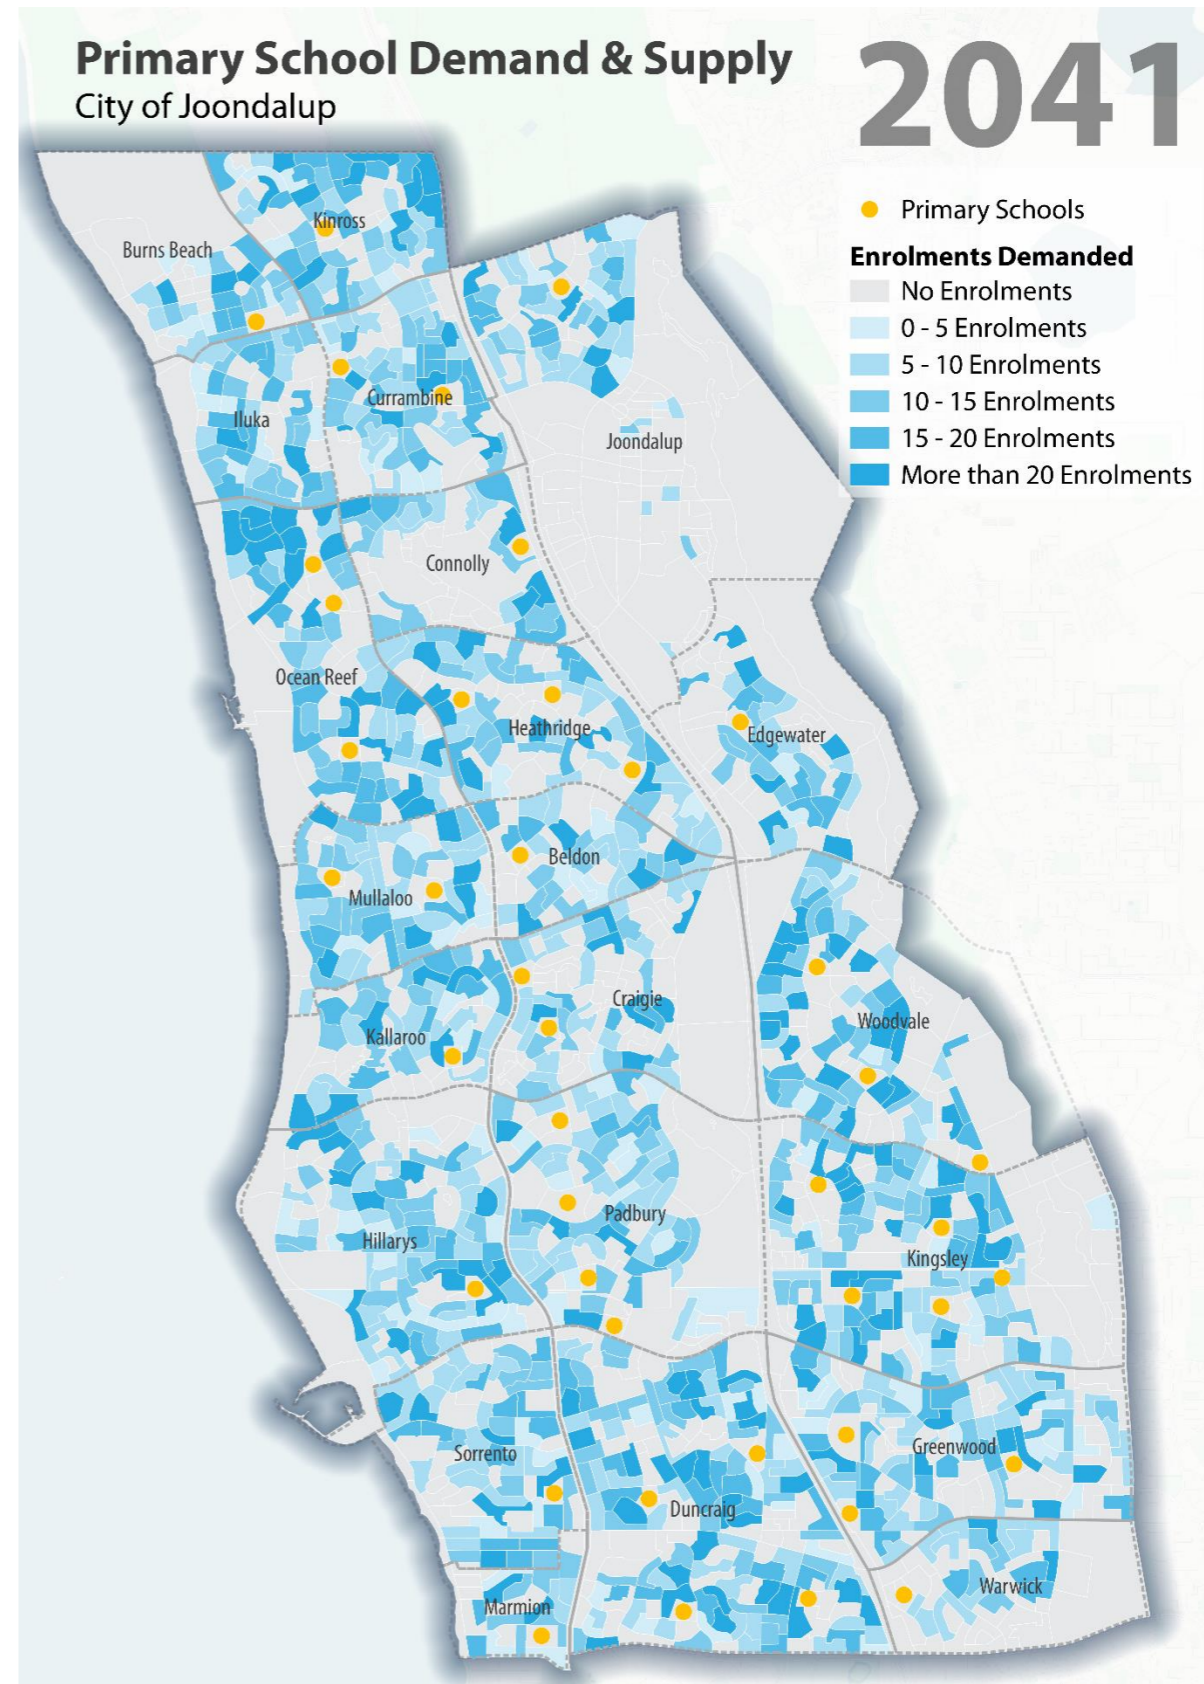 Primary School Demand & Supply
City of Joondalup
2041
Primary Schools
Enrolments Demanded
No Enrolments
0 - 5 Enrolments
5 - 10 Enrolments
10 - 15 Enrolments
15 - 20 Enrolments
More than 20 Enrolments
Kinross
Burns Beach
Currambine
Iluka
Joondalup
Connolly
Ocean Reef
Heathridge
Edgewater
Beldon
Mullaloo
Craigie
Woodvale
Kallaroo
Padbury
Hillarys
Kingsley
Greenwood
Sorrento
Duncraig
Warwick
Marmion